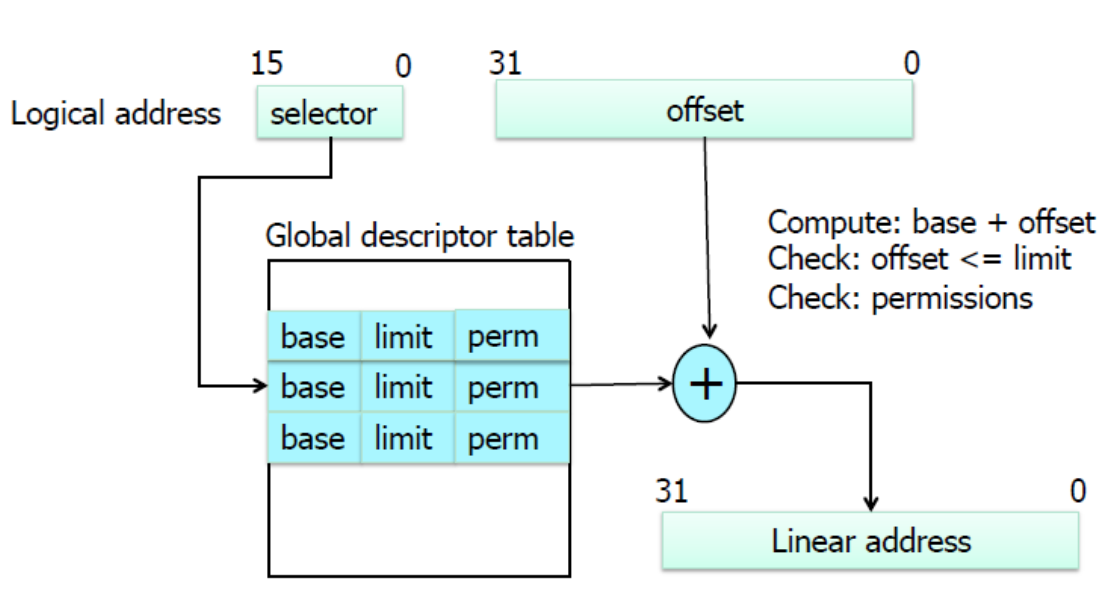 15 0 31 0
Logical address selector offset
Compute: base + offset
Global descriptor table
Check: offset <= limit
Check: permissions
base limit perm
base limit perm
+
base limit perm
31 0
Linear address